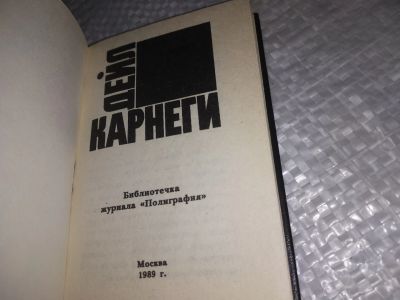 ДЕЙЛ
КАРНЕГИ
Библиотечка
журнала «Полиграфия»
Москва
1989 г.